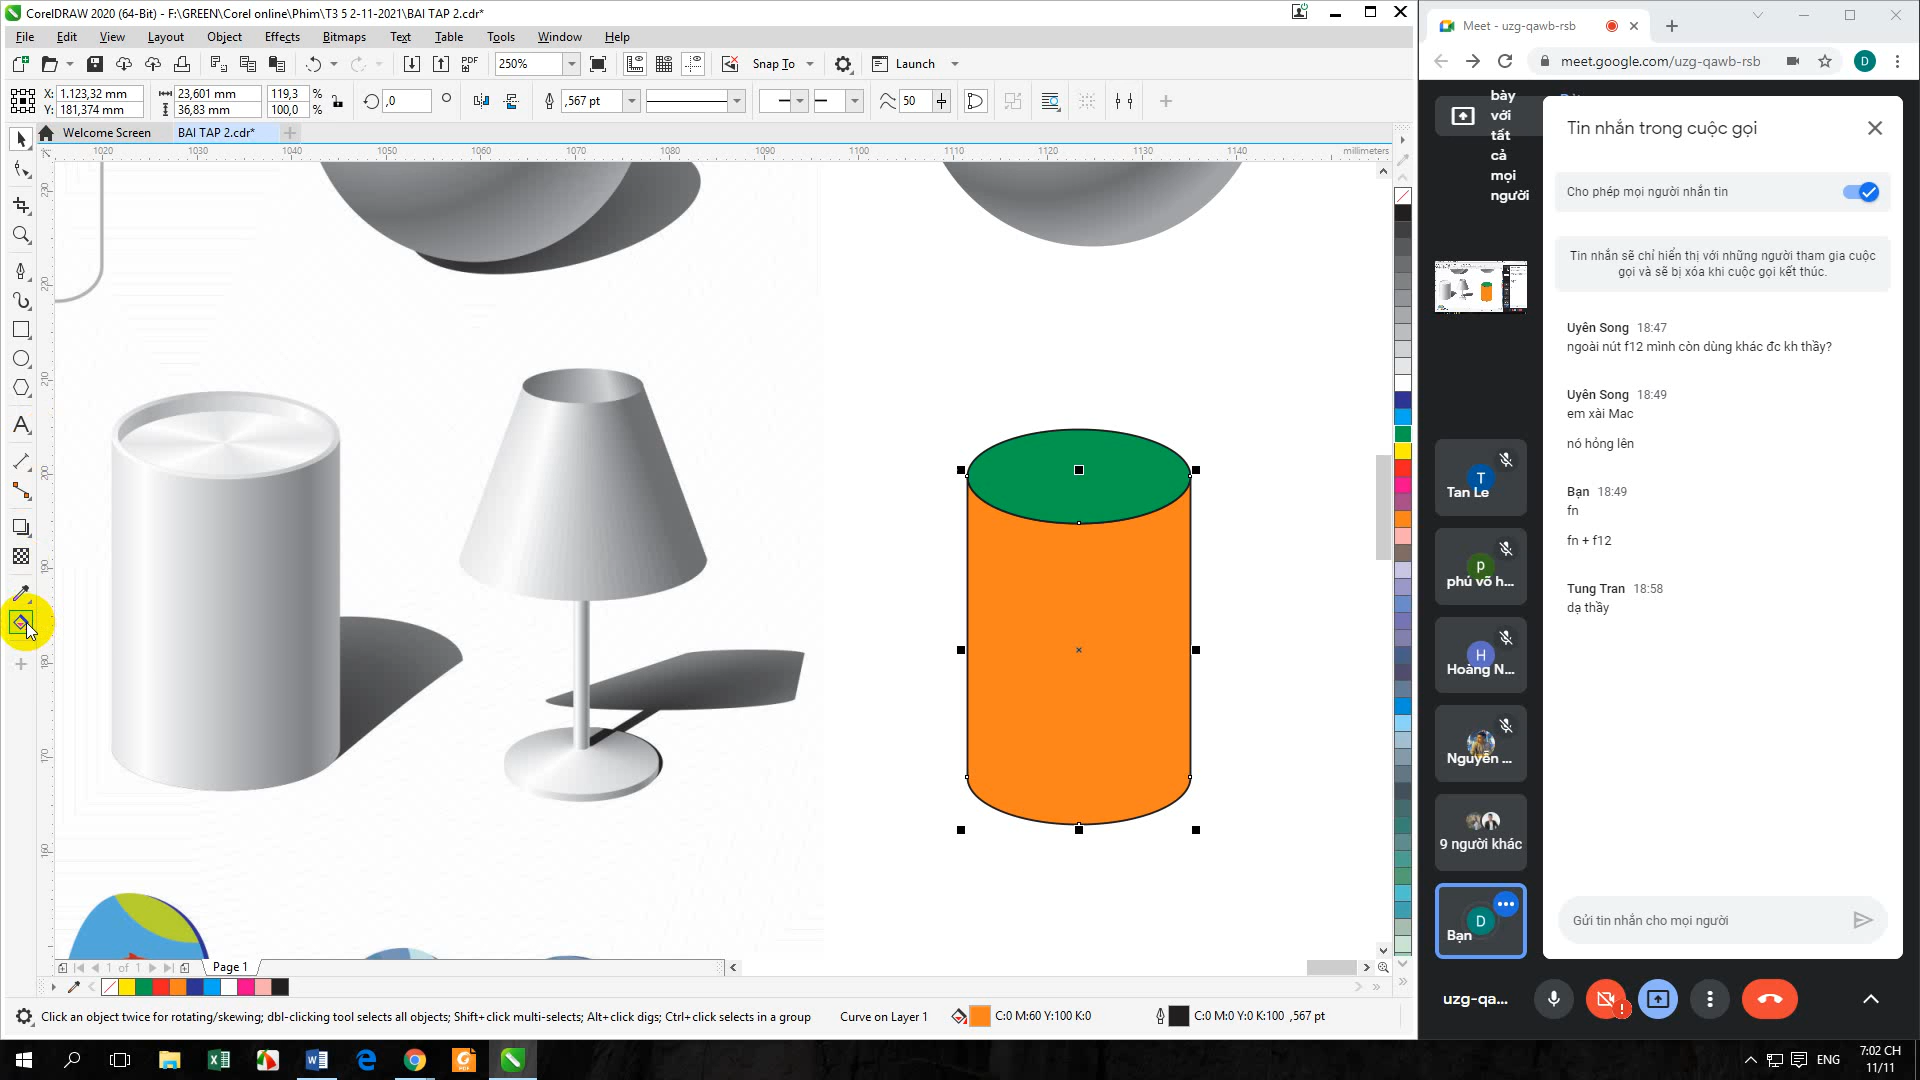 CorelDRAW 2020 (64-Bit) - F:\GREEN\Corel online\Phim\T3 5 2-11-2021\BAI TAP 2.cdr*
File Edit View Layout Object Effects Bitmaps Text Table Tools Window Help
PDF 250% Snap To Launch
X: 1.123,32 mm 23,601 mm 119,3 %
Y: 181,374 mm 36,83 mm 100,0 %
,0 ° ,567 pt 50
Welcome Screen BAI TAP 2.cdr*
1020 1030 1040 1050 1060 1070 1080 1090 1100 1110 1120 1130 1140 millimeters
230
220
210
200
190
180
170
160
1 of 1 Page 1
Click an object twice for rotating/skewing; dbl-clicking tool selects all objects; Shift+click multi-selects; Alt+click digs; Ctrl+click selects in a group
Curve on Layer 1
C:0 M:60 Y:100 K:0
C:0 M:0 Y:0 K:100 ,567 pt
Meet - uzg-qawb-rsb
meet.google.com/uzg-qawb-rsb
D
bày
với
tất
cả
mọi
người
Tin nhắn trong cuộc gọi
Cho phép mọi người nhắn tin
Tin nhắn sẽ chỉ hiển thị với những người tham gia cuộc
gọi và sẽ bị xóa khi cuộc gọi kết thúc.
Uyên Song 18:47
ngoài nút f12 mình còn dùng khác đc kh thầy?
Uyên Song 18:49
em xài Mac
nó hỏng lên
Bạn 18:49
fn
fn + f12
Tung Tran 18:58
dạ thầy
T
Tan Le
p
phú võ h...
H
Hoàng N...
Nguyễn ...
9 người khác
D
Bạn
Gửi tin nhắn cho mọi người
uzg-qa...
ENG
7:02 CH
11/11